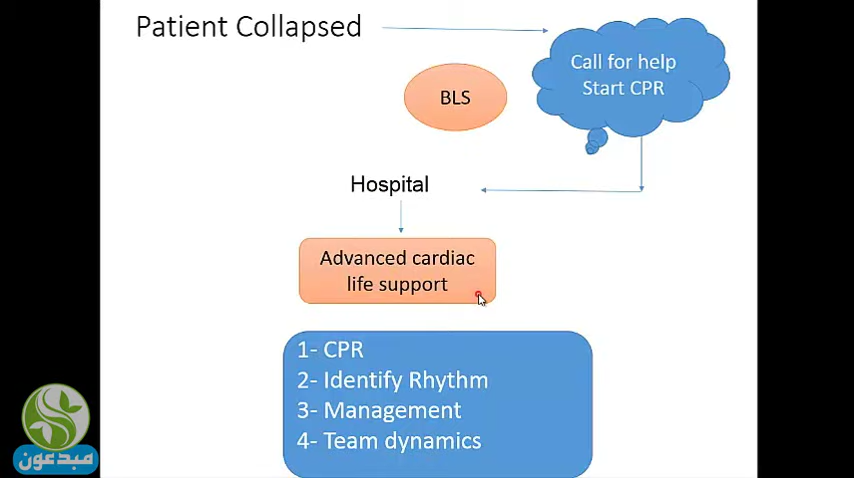 Patient Collapsed
Call for help
Start CPR
BLS
Hospital
Advanced cardiac
life support
1- CPR
2- Identify Rhythm
3- Management
4- Team dynamics
مبدعون